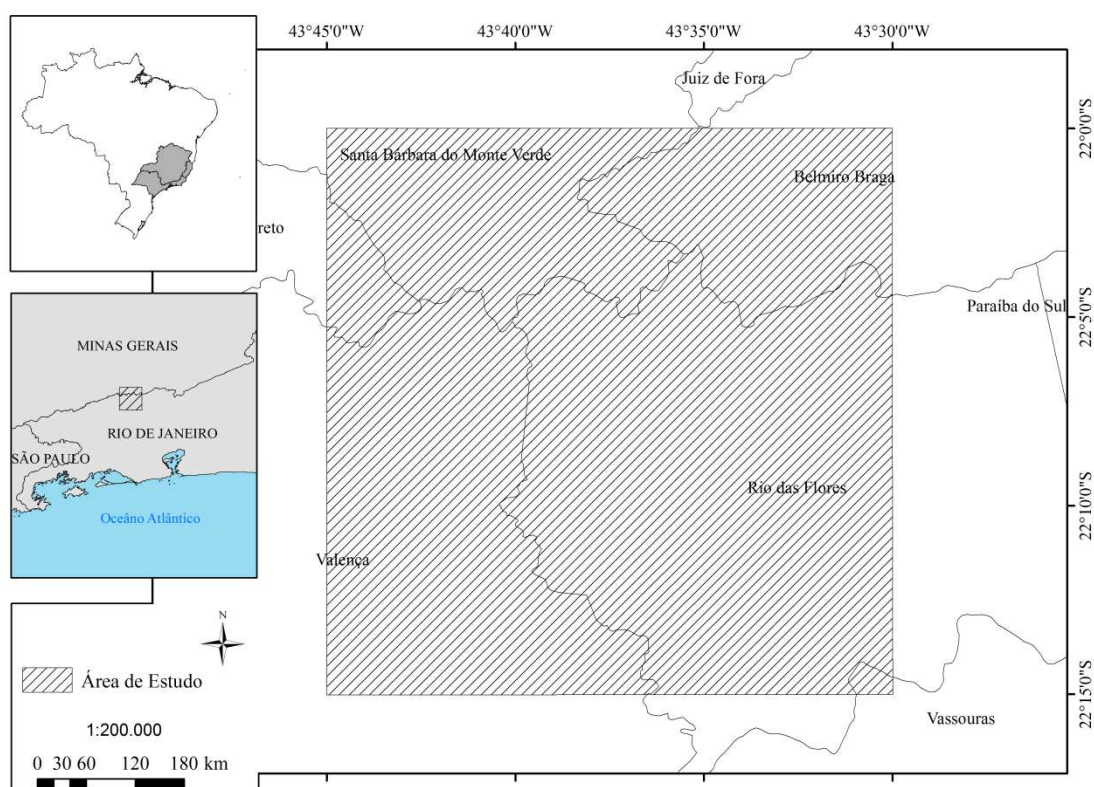 43°45'0"W
43°40'0"W
43°35'0"W
43°30'0"W
Juiz de Fora
22°0'0"S
Santa Bárbara do Monte Verde
Belmiro Braga
reto
Paraíba do Sul
22°5'0"S
MINAS GERAIS
RIO DE JANEIRO
SÃO PAULO
Oceâno Atlântico
Rio das Flores
22°10'0"S
Valença
N
Área de Estudo
22°15'0"S
Vassouras
1:200.000
0 30 60 120 180 km